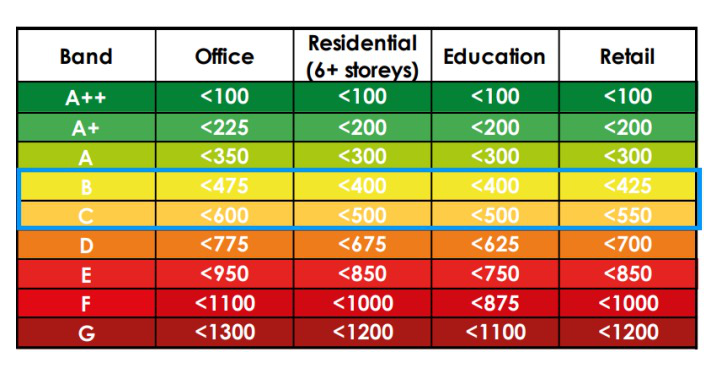 Band Office Residential (6+ storeys) Education Retail
A++ <100 <100 <100 <100
A+ <225 <200 <200 <200
A <350 <300 <300 <300
B <475 <400 <400 <425
C <600 <500 <500 <550
D <775 <675 <625 <700
E <950 <850 <750 <850
F <1100 <1000 <875 <1000
G <1300 <1200 <1100 <1200